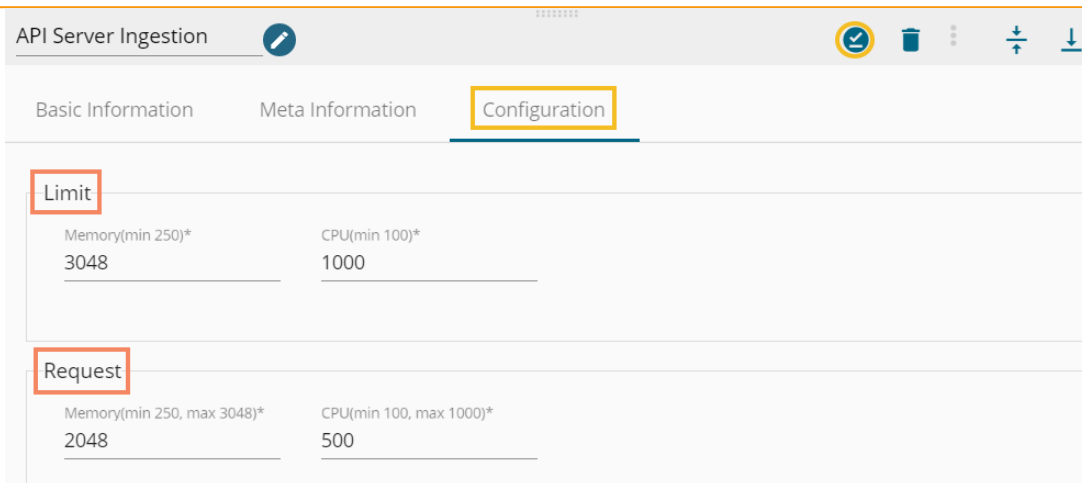 API Server Ingestion
Basic Information Meta Information Configuration
Limit
Memory(min 250)* CPU(min 100)*
3048 1000
Request
Memory(min 250, max 3048)* CPU(min 100, max 1000)*
2048 500